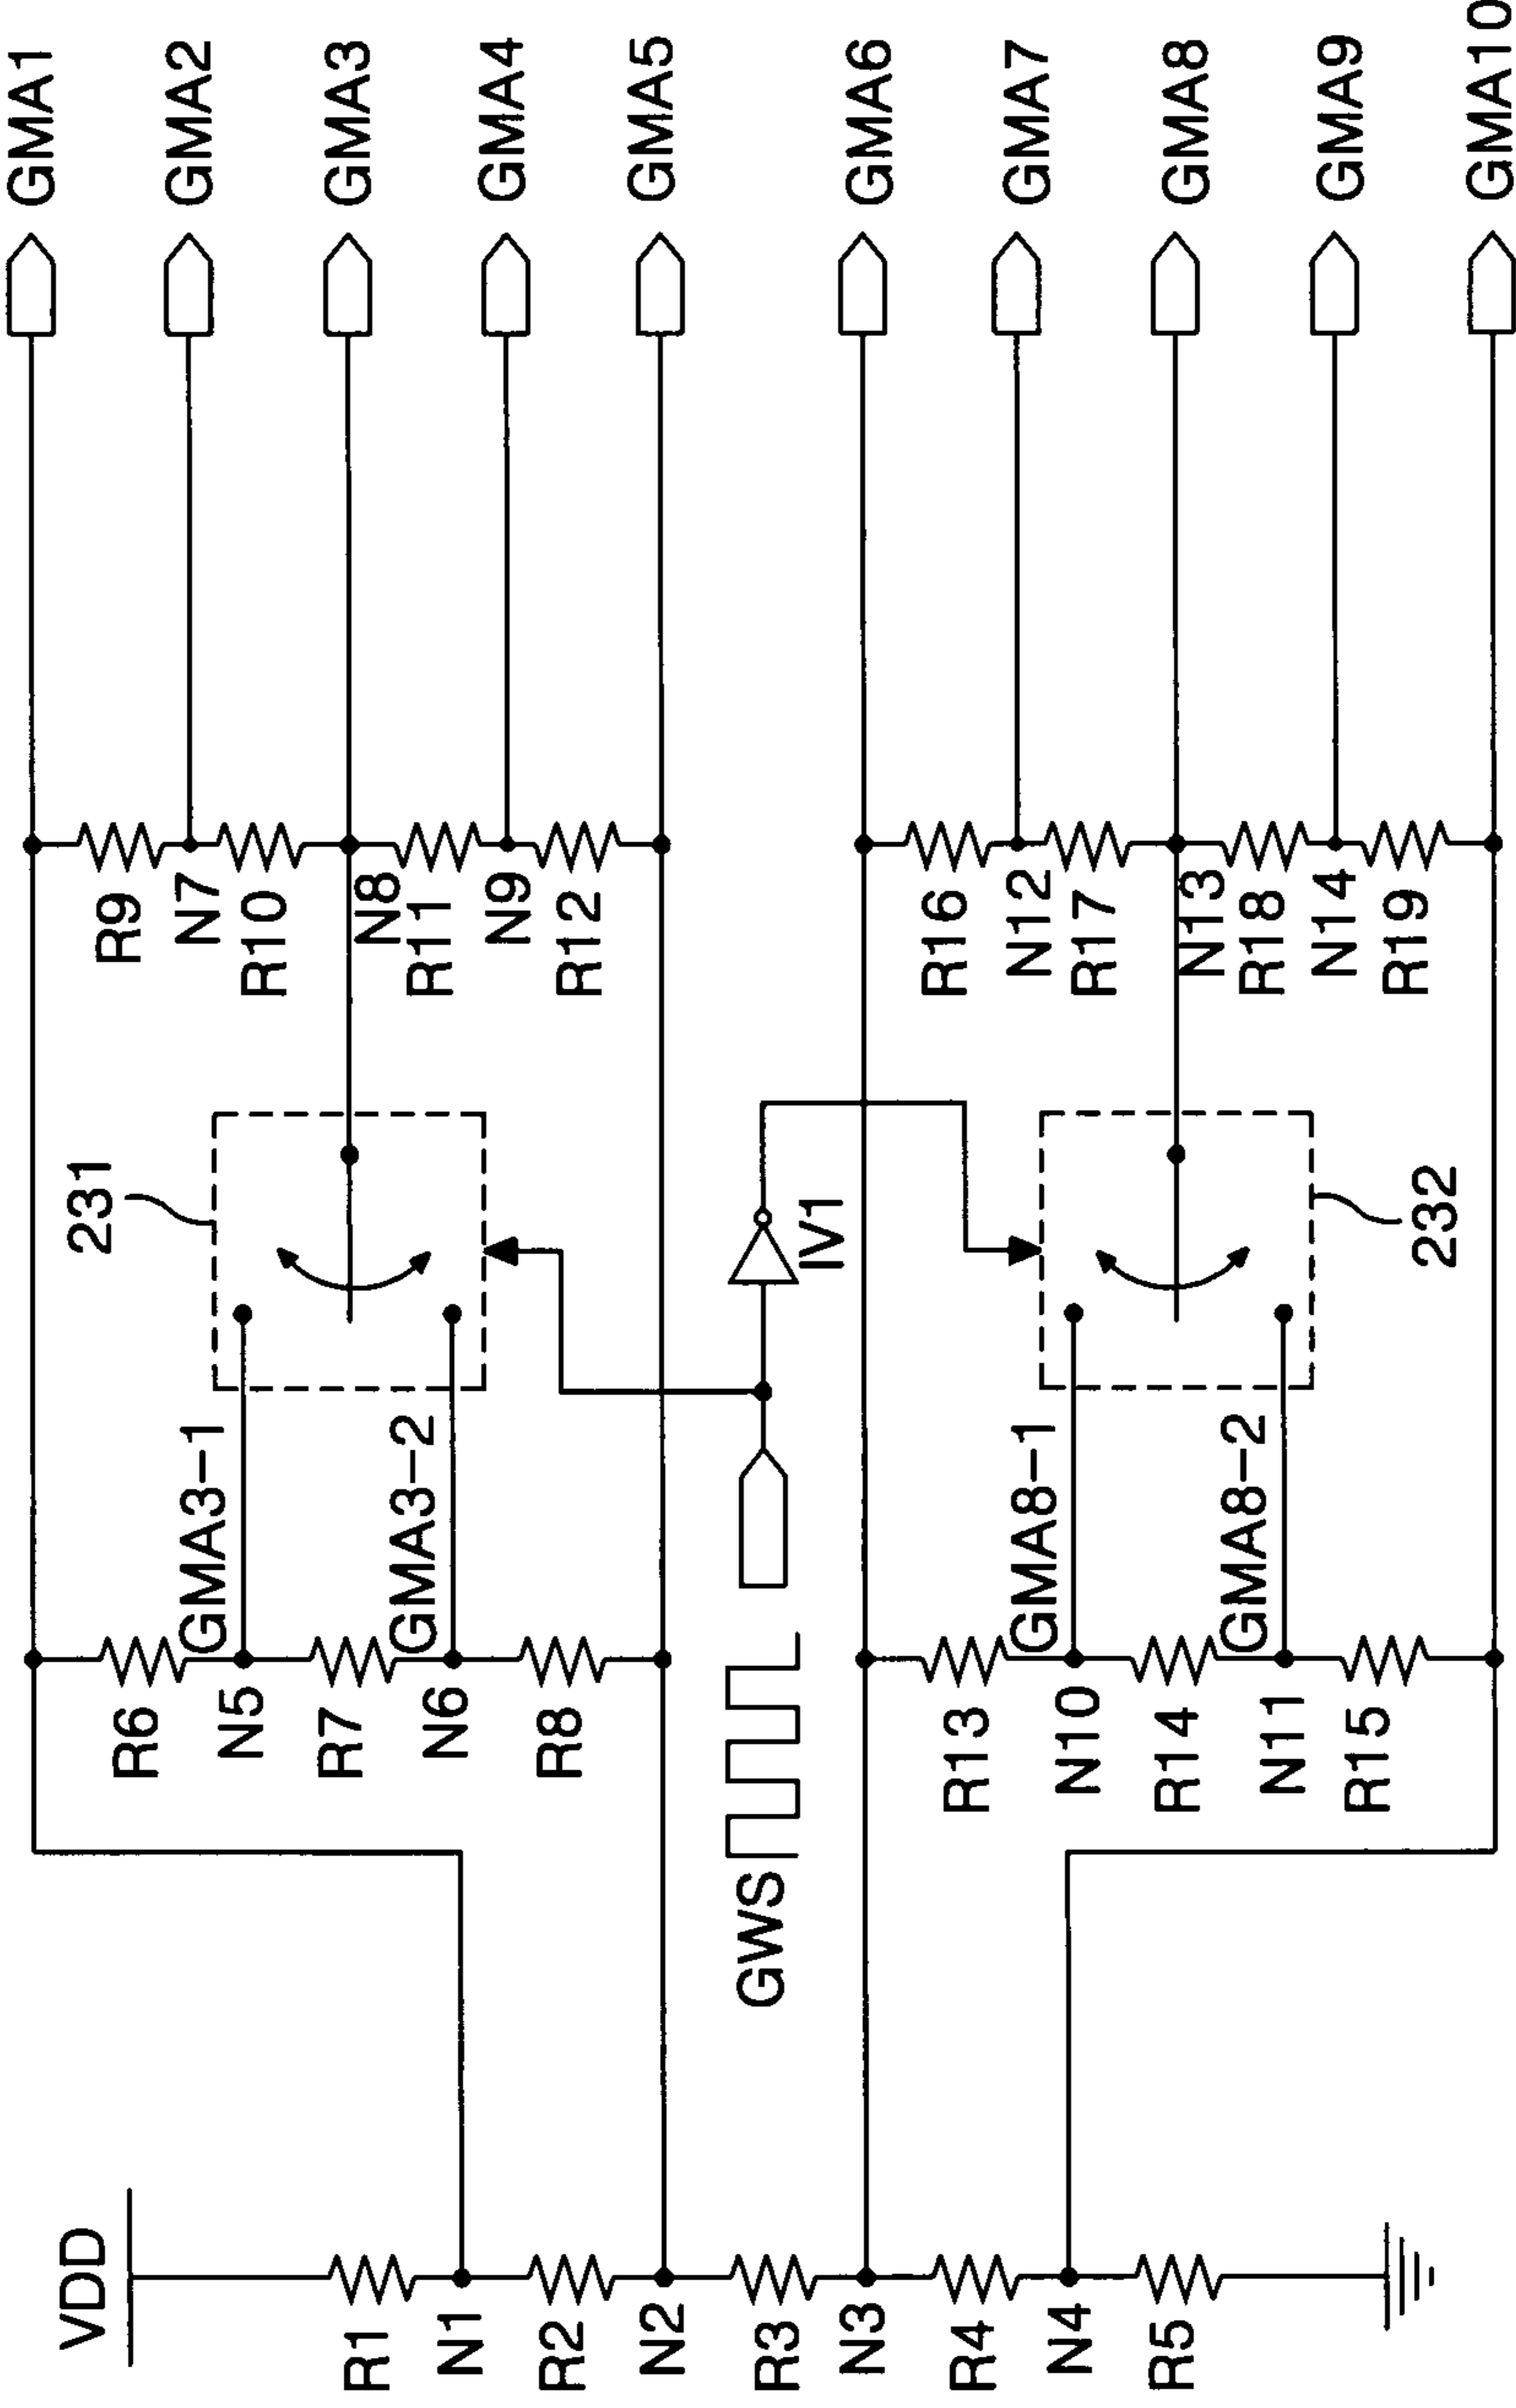 VDD
R1
N1
R2
N2
R3
N3
R4
N4
R5
GWS
R6
N5
R7
N6
R8
GMA3-1
GMA3-2
231
R9
N7
R10
N8
R11
N9
R12
GMA1
GMA2
GMA3
GMA4
GMA5
IV1
R13
N10
R14
N11
R15
GMA8-1
GMA8-2
232
R16
N12
R17
N13
R18
N14
R19
GMA6
GMA7
GMA8
GMA9
GMA10